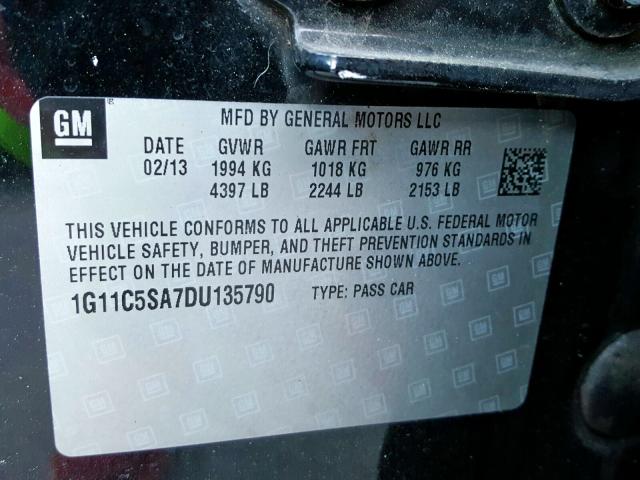 GM
MFD BY GENERAL MOTORS LLC
DATE GVWR GAWR FRT GAWR RR
02/13 1994 KG 1018 KG 976 KG
4397 LB 2244 LB 2153 LB
THIS VEHICLE CONFORMS TO ALL APPLICABLE U.S. FEDERAL MOTOR
VEHICLE SAFETY, BUMPER, AND THEFT PREVENTION STANDARDS IN
EFFECT ON THE DATE OF MANUFACTURE SHOWN ABOVE.
1G11C5SA7DU135790 TYPE: PASS CAR